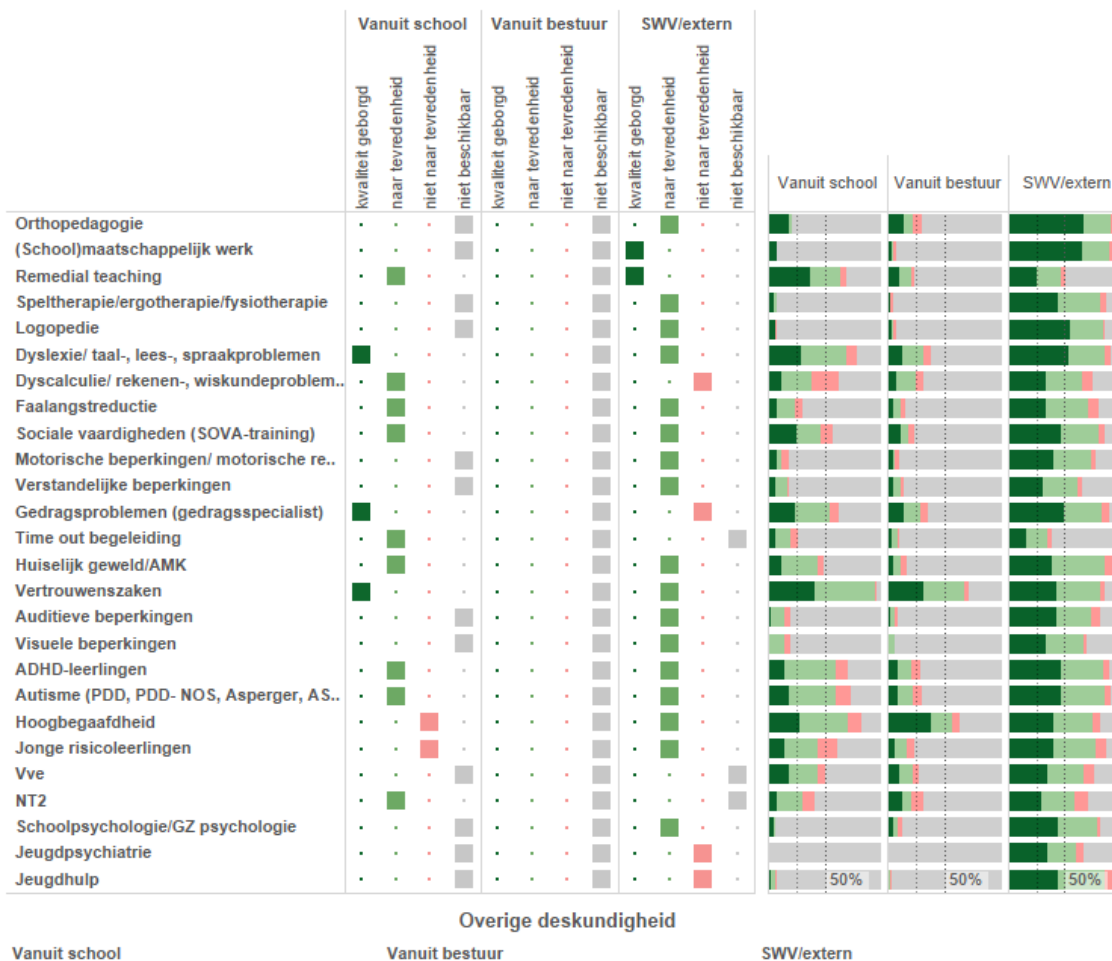 Vanuit school Vanuit bestuur SWV/extern
kwaliteit geborgd
naar tevredenheid
niet naar tevredenheid
niet beschikbaar
kwaliteit geborgd
naar tevredenheid
niet naar tevredenheid
niet beschikbaar
kwaliteit geborgd
naar tevredenheid
niet naar tevredenheid
niet beschikbaar
Vanuit school Vanuit bestuur SWV/extern
Orthopedagogie
(School)maatschappelijk werk
Remedial teaching
Speltherapie/ergotherapie/fysiotherapie
Logopedie
Dyslexie/ taal-, lees-, spraakproblemen
Dyscalculie/ rekenen-, wiskundeproblem..
Faalangstreductie
Sociale vaardigheden (SOVA-training)
Motorische beperkingen/ motorische re..
Verstandelijke beperkingen
Gedragsproblemen (gedragsspecialist)
Time out begeleiding
Huiselijk geweld/AMK
Vertrouwenszaken
Auditieve beperkingen
Visuele beperkingen
ADHD-leerlingen
Autisme (PDD, PDD- NOS, Asperger, AS..
Hoogbegaafdheid
Jonge risicoleerlingen
Vve
NT2
Schoolpsychologie/GZ psychologie
Jeugdpsychiatrie
Jeugdhulp 50% 50% 50%
Overige deskundigheid
Vanuit school Vanuit bestuur SWV/extern